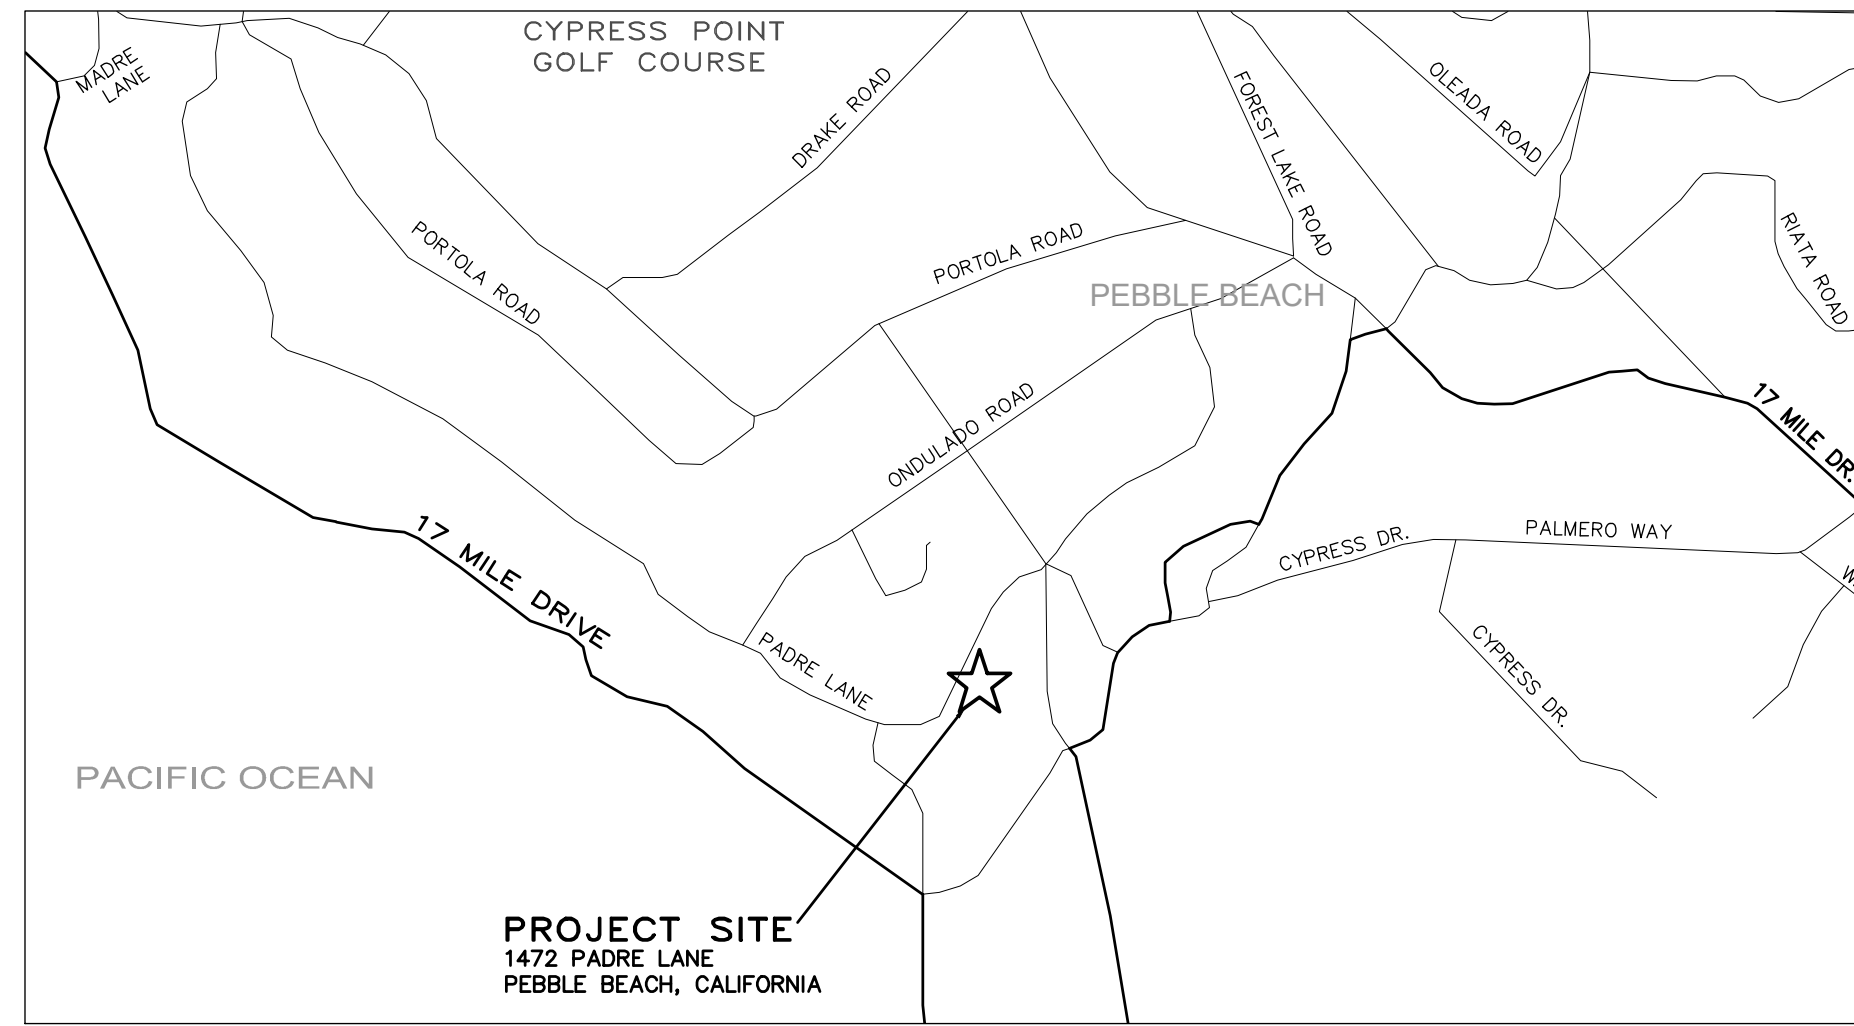 CYPRESS POINT
GOLF COURSE
MADRE
LANE
DRAKE ROAD
FOREST LAKE ROAD
OLEADA ROAD
PORTOLA ROAD
PORTOLA ROAD
RIATA ROAD
PEBBLE BEACH
ONDULADO ROAD
17 MILE DR.
17 MILE DRIVE
CYPRESS DR.
PALMERO WAY
PADRE LANE
CYPRESS DR.
PACIFIC OCEAN
PROJECT SITE
1472 PADRE LANE
PEBBLE BEACH, CALIFORNIA